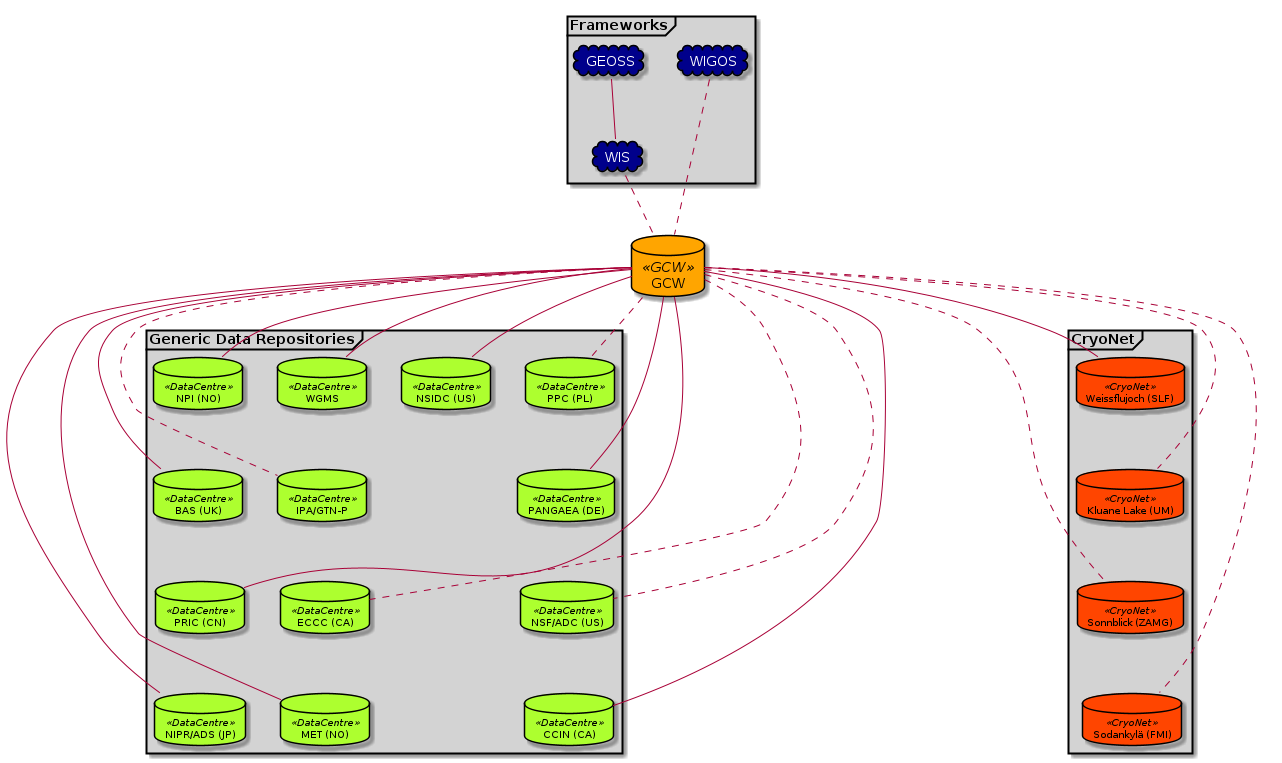 Frameworks
GEOSS
WIGOS
WIS
«GCW»
GCW
Generic Data Repositories
«DataCentre»
NPI (NO)
«DataCentre»
WGMS
«DataCentre»
NSIDC (US)
«DataCentre»
PPC (PL)
«DataCentre»
BAS (UK)
«DataCentre»
IPA/GTN-P
«DataCentre»
PANGAEA (DE)
«DataCentre»
PRIC (CN)
«DataCentre»
ECCC (CA)
«DataCentre»
NSF/ADC (US)
«DataCentre»
NIPR/ADS (JP)
«DataCentre»
MET (NO)
«DataCentre»
CCIN (CA)
CryoNet
«CryoNet»
Weissflujoch (SLF)
«CryoNet»
Kluane Lake (UM)
«CryoNet»
Sonnblick (ZAMG)
«CryoNet»
Sodankylä (FMI)